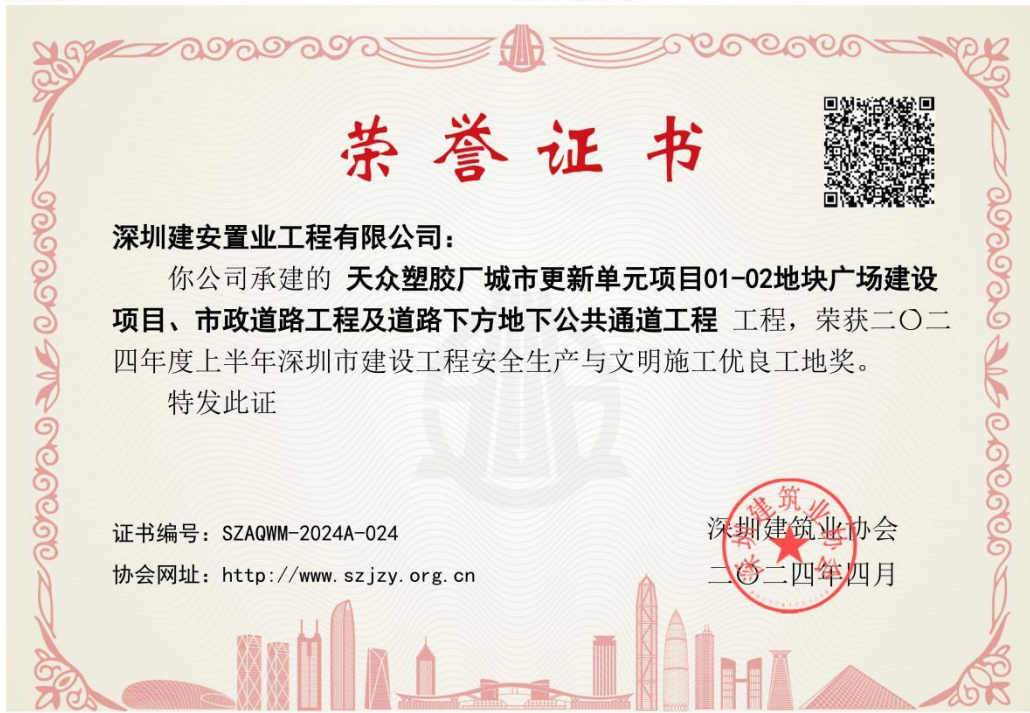 荣誉证书
深圳建安置业工程有限公司：
你公司承建的 天众塑胶厂城市更新单元项目01-02地块广场建设
项目、市政道路工程及道路下方地下公共通道工程 工程，荣获二〇二
四年度上半年深圳市建设工程安全生产与文明施工优良工地奖。
特发此证
证书编号：SZAQWM-2024A-024
深圳建筑业协会
协会网址：http://www.szjzy.org.cn
二〇二四年四月
深圳建筑业协会